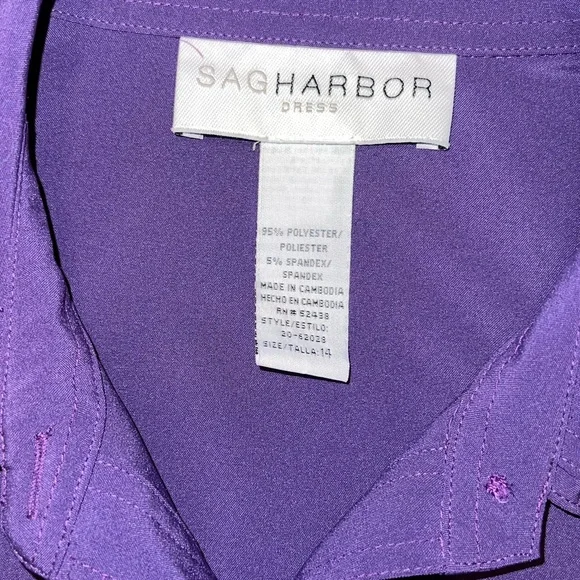 SAGHARBOR
DRESS
95% POLYESTER/
POLIESTER
5% SPANDEX/
SPANDEX
MADE IN CAMBODIA
HECHO EN CAMBODIA
RN# 52438
STYLE/ESTILO:
20-62028
SIZE/TALLA: 14